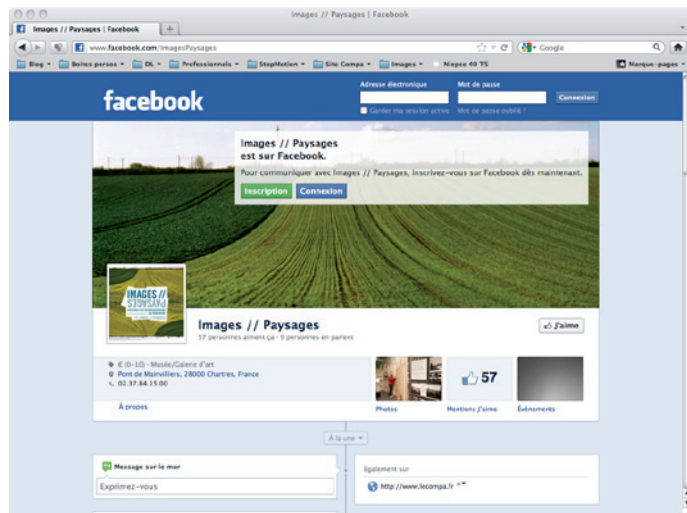 Images // Paysages | Facebook
Images // Paysages | Facebook
www.facebook.com/ImagesPaysages
Google
Blog
Boîtes persos
DL
Professionnels
StopMotion
Site Compa
Images
Niepce 40 TS
Marque-pages
facebook
Adresse électronique
Mot de passe
Connexion
Garder ma session active
Mot de passe oublié ?
Images // Paysages
est sur Facebook.
Pour communiquer avec Images // Paysages, inscrivez-vous sur Facebook dès maintenant.
Inscription
Connexion
IMAGES //
PAYSAGES
Images // Paysages
57 personnes aiment ça · 9 personnes en parlent
J'aime
€ (0-10) · Musée/Galerie d'art
Pont de Mainvilliers, 28000 Chartres, France
02.37.84.15.00
À propos
Photos
57
Mentions J'aime
Événements
À la une
Message sur le mur
Exprimez-vous
Également sur
http://www.lecompa.fr